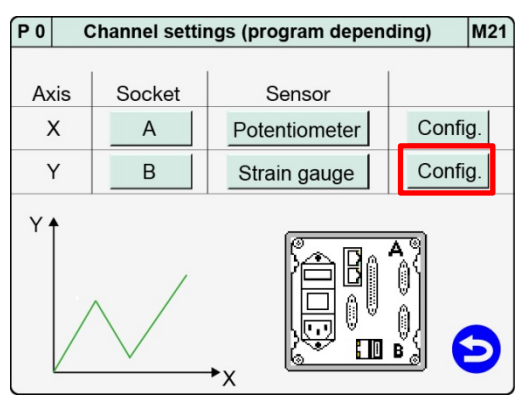 P 0 Channel settings (program depending) M21
Axis Socket Sensor
X A Potentiometer Config.
Y B Strain gauge Config.
Y
A
B
X